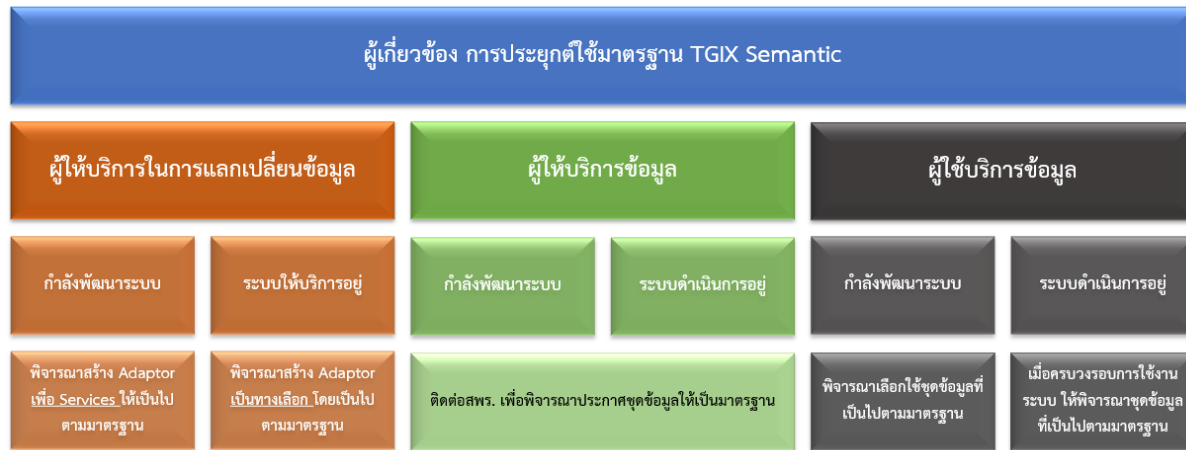 ผู้เกี่ยวข้อง การประยุกต์ใช้มาตรฐาน TGIX Semantic
ผู้ให้บริการในการแลกเปลี่ยนข้อมูล
ผู้ให้บริการข้อมูล
ผู้ใช้บริการข้อมูล
กำลังพัฒนาระบบ
ระบบให้บริการอยู่
กำลังพัฒนาระบบ
ระบบดำเนินการอยู่
กำลังพัฒนาระบบ
ระบบดำเนินการอยู่
พิจารณาสร้าง Adaptor
เพื่อ Services ให้เป็นไป
ตามมาตรฐาน
พิจารณาสร้าง Adaptor
เป็นทางเลือก โดยเป็นไป
ตามมาตรฐาน
ติดต่อสพร. เพื่อพิจารณาประกาศชุดข้อมูลให้เป็นมาตรฐาน
พิจารณาเลือกใช้ชุดข้อมูลที่
เป็นไปตามมาตรฐาน
เมื่อครบวงรอบการใช้งาน
ระบบ ให้พิจารณาชุดข้อมูล
ที่เป็นไปตามมาตรฐาน